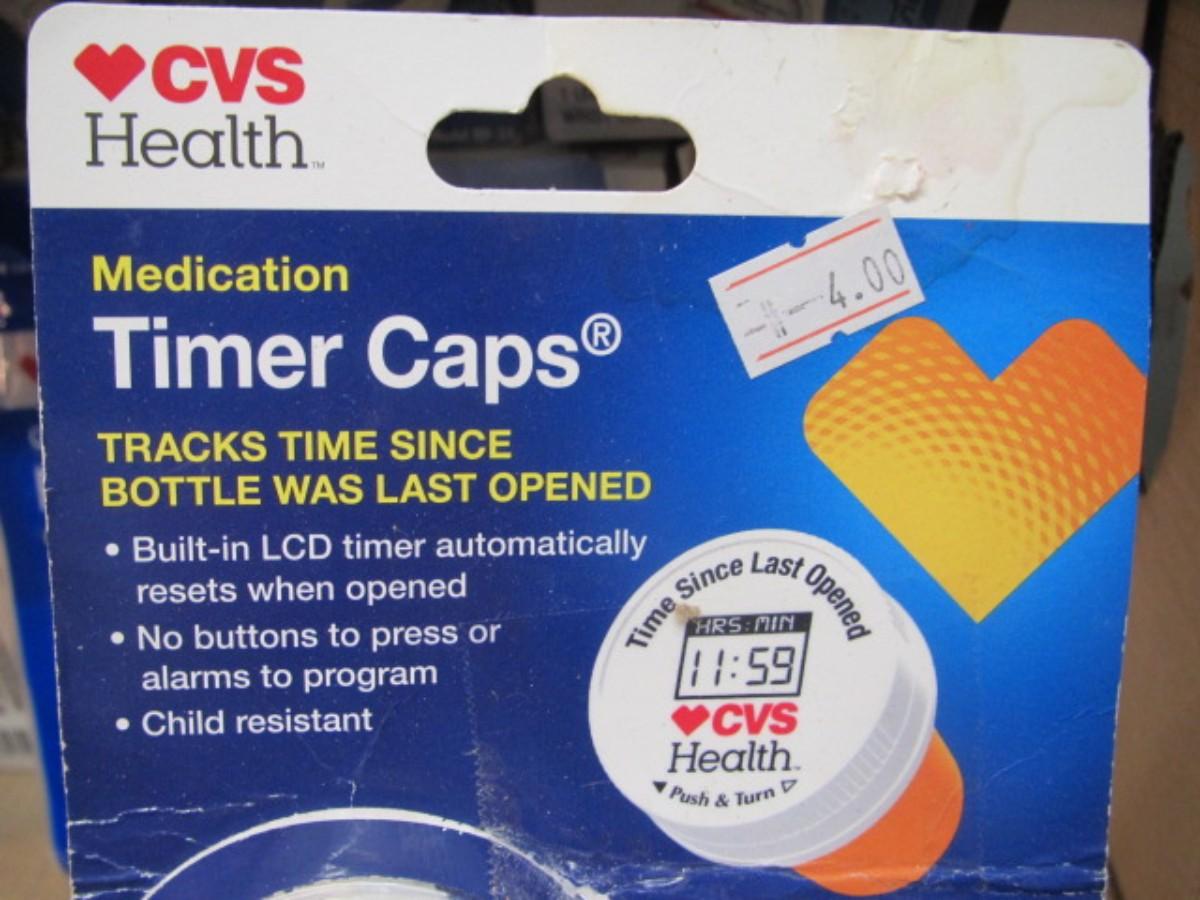 CVS
Health™
Medication
Timer Caps®
4.00
TRACKS TIME SINCE
BOTTLE WAS LAST OPENED
• Built-in LCD timer automatically
resets when opened
• No buttons to press or
alarms to program
• Child resistant
Time Since Last Opened
HRS:MIN
11:59
CVS
Health™
Push & Turn